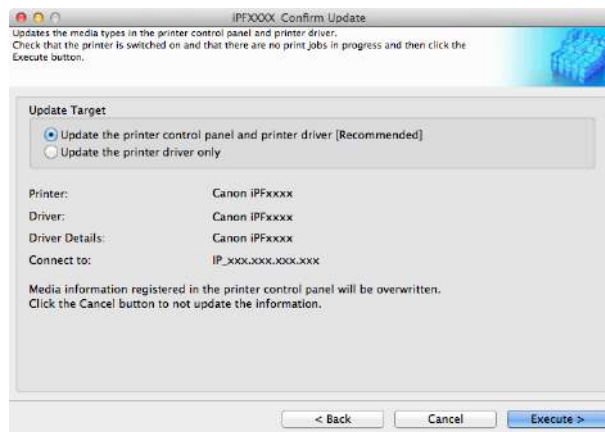 iPFXXXX Confirm Update
Updates the media types in the printer control panel and printer driver.
Check that the printer is switched on and that there are no print jobs in progress and then click the
Execute button.
Update Target
Update the printer control panel and printer driver [Recommended]
Update the printer driver only
Printer: Canon iPFxxxx
Driver: Canon iPFxxxx
Driver Details: Canon iPFxxxx
Connect to: IP_xxx.xxx.xxx.xxx
Media information registered in the printer control panel will be overwritten.
Click the Cancel button to not update the information.
< Back Cancel Execute >